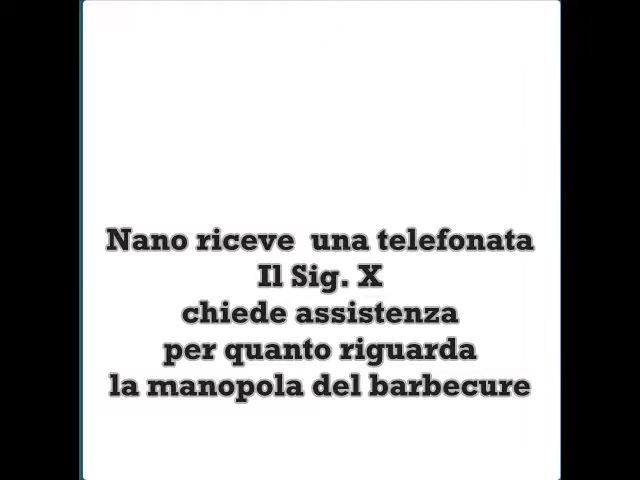 Nano riceve una telefonata
Il Sig. X
chiede assistenza
per quanto riguarda
la manopola del barbecure